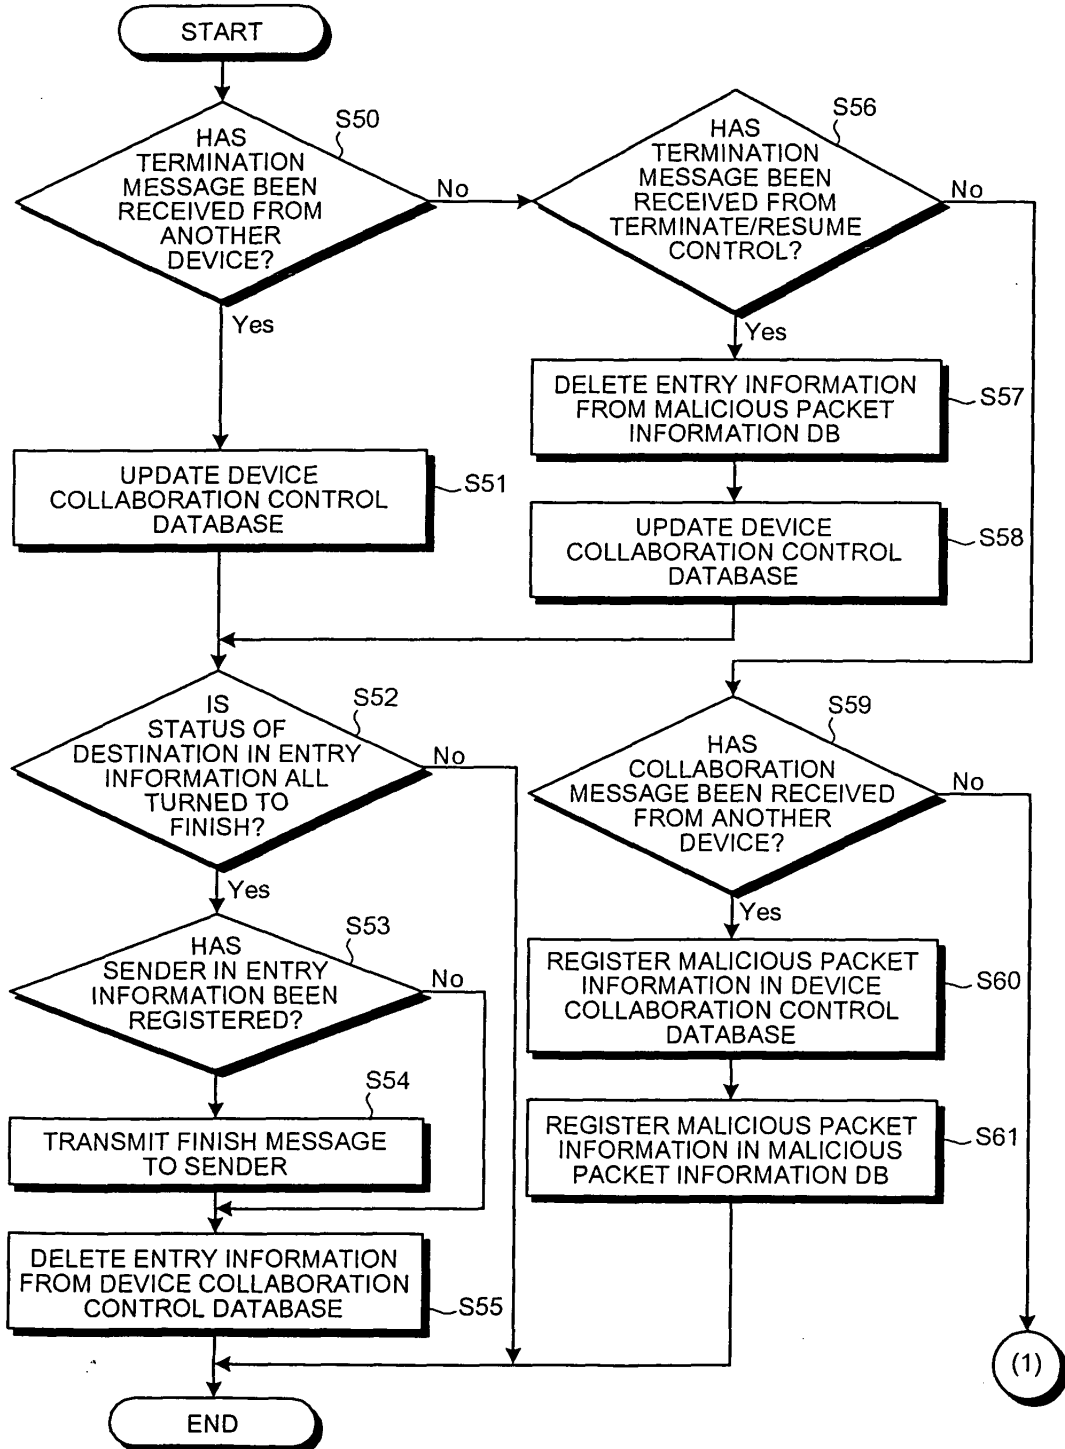 START
S50
HAS
TERMINATION
MESSAGE BEEN
RECEIVED FROM
ANOTHER
DEVICE?
No
Yes
S56
HAS
TERMINATION
MESSAGE BEEN
RECEIVED FROM
TERMINATE/RESUME
CONTROL?
No
Yes
DELETE ENTRY INFORMATION
FROM MALICIOUS PACKET
INFORMATION DB
S57
UPDATE DEVICE
COLLABORATION CONTROL
DATABASE
S51
UPDATE DEVICE
COLLABORATION CONTROL
DATABASE
S58
S52
IS
STATUS OF
DESTINATION IN ENTRY
INFORMATION ALL
TURNED TO
FINISH?
No
Yes
S59
HAS
COLLABORATION
MESSAGE BEEN RECEIVED
FROM ANOTHER
DEVICE?
No
Yes
S53
HAS
SENDER IN ENTRY
INFORMATION BEEN
REGISTERED?
No
REGISTER MALICIOUS PACKET
INFORMATION IN DEVICE
COLLABORATION CONTROL
DATABASE
S60
S54
TRANSMIT FINISH MESSAGE
TO SENDER
REGISTER MALICIOUS PACKET
INFORMATION IN MALICIOUS
PACKET INFORMATION DB
S61
DELETE ENTRY INFORMATION
FROM DEVICE COLLABORATION
CONTROL DATABASE
S55
(1)
END